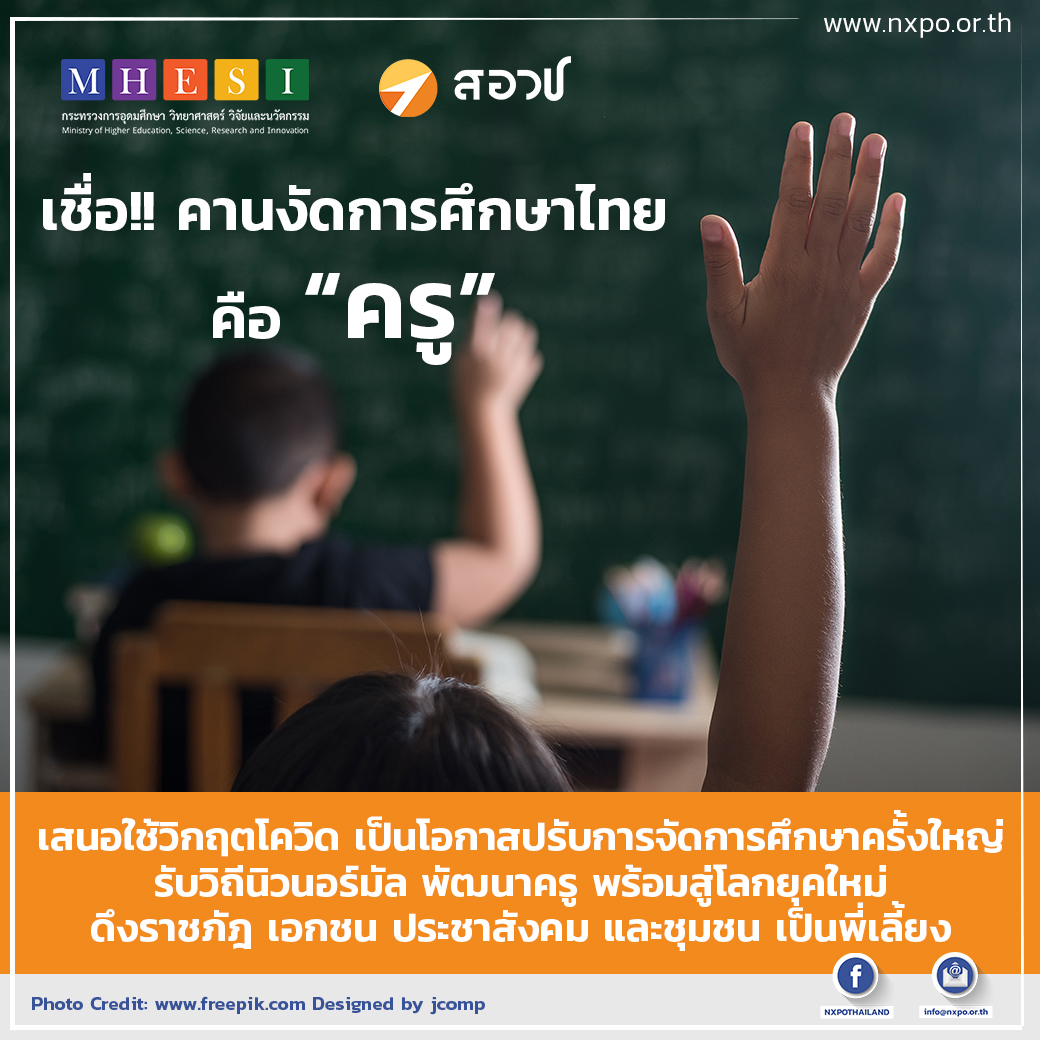 www.nxpo.or.th
MHESI
สอวช
กระทรวงการอุดมศึกษา วิทยาศาสตร์ วิจัยและนวัตกรรม
Ministry of Higher Education, Science, Research and Innovation
เชื่อ!! คานงัดการศึกษาไทย
คือ “ครู”
เสนอใช้วิกฤตโควิด เป็นโอกาสปรับการจัดการศึกษาครั้งใหญ่
รับวิถีนิวนอร์มัล พัฒนาครู พร้อมสู่โลกยุคใหม่
ดึงราชภัฎ เอกชน ประชาสังคม และชุมชน เป็นพี่เลี้ยง
Photo Credit: www.freepik.com Designed by jcomp
NXPOTHAILAND
info@nxpo.or.th